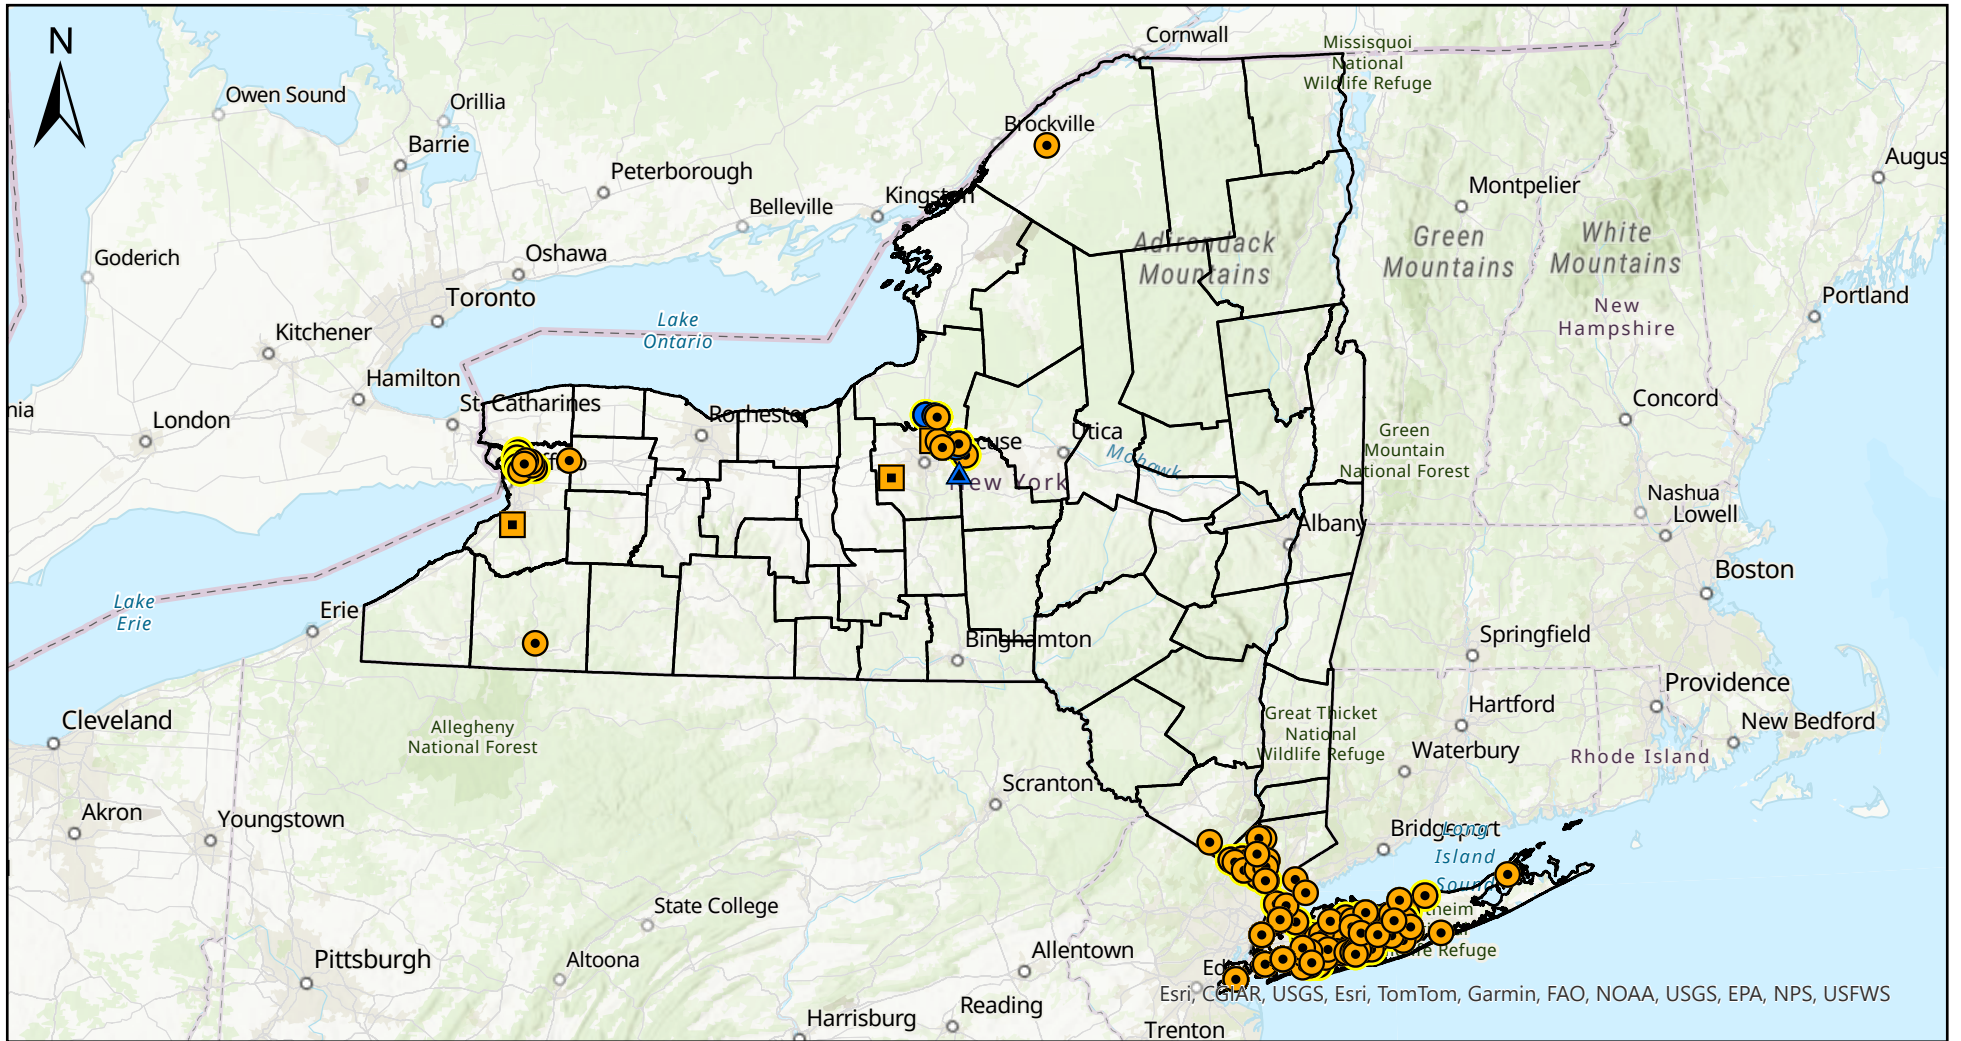 N
Cornwall
Missisquoi
National
Wildlife Refuge
Owen Sound
Orillia
Brockville
Barrie
Augus
Peterborough
Montpelier
Kingston
Belleville
Adirondack
Mountains
Green
Mountains
White
Mountains
Goderich
Oshawa
Toronto
Portland
New
Hampshire
Lake
Ontario
Kitchener
Hamilton
St. Catharines
nia
London
Rochester
Concord
Utica
cuse
Mohawk
Green
Mountain
National Forest
New York
Nashua
Lowell
Albany
Boston
Lake
Erie
Erie
Binghamton
Springfield
Providence
Hartford
New Bedford
Cleveland
Allegheny
National Forest
Great Thicket
National
Wildlife Refuge
Waterbury
Rhode Island
Scranton
Akron
Youngstown
Bridgeport
Long
Island
Sound
State College
Refuge
Pittsburgh
Altoona
Allentown
Esri, CGIAR, USGS, Esri, TomTom, Garmin, FAO, NOAA, USGS, EPA, NPS, USFWS
Reading
Harrisburg
Trenton